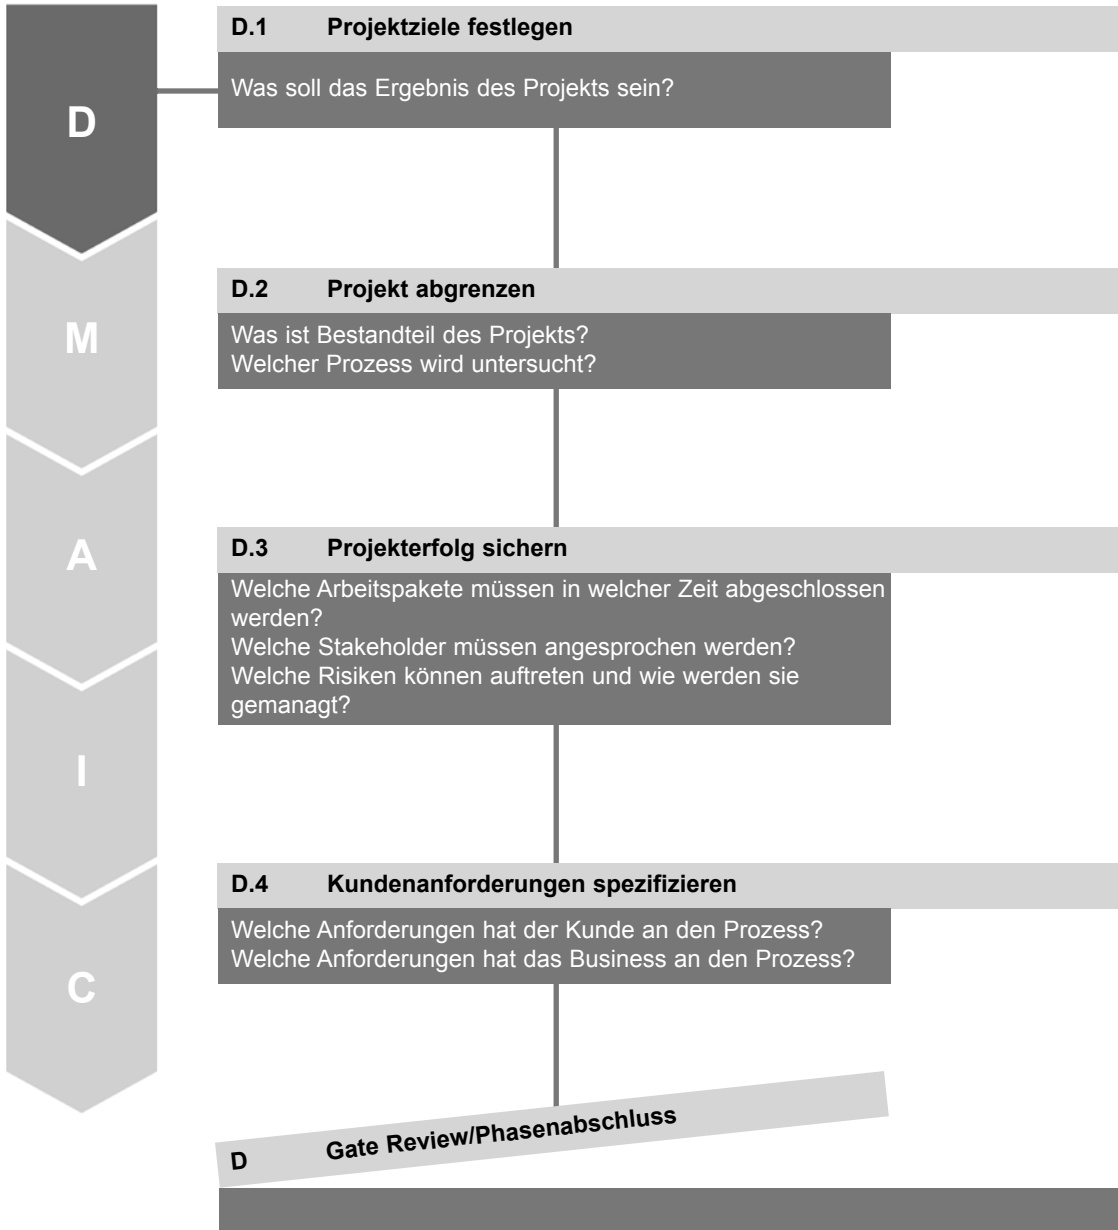 D
M
A
I
C
D.1 Projektziele festlegen
Was soll das Ergebnis des Projekts sein?
D.2 Projekt abgrenzen
Was ist Bestandteil des Projekts?
Welcher Prozess wird untersucht?
D.3 Projekterfolg sichern
Welche Arbeitspakete müssen in welcher Zeit abgeschlossen
werden?
Welche Stakeholder müssen angesprochen werden?
Welche Risiken können auftreten und wie werden sie
gemanagt?
D.4 Kundenanforderungen spezifizieren
Welche Anforderungen hat der Kunde an den Prozess?
Welche Anforderungen hat das Business an den Prozess?
D Gate Review/Phasenabschluss